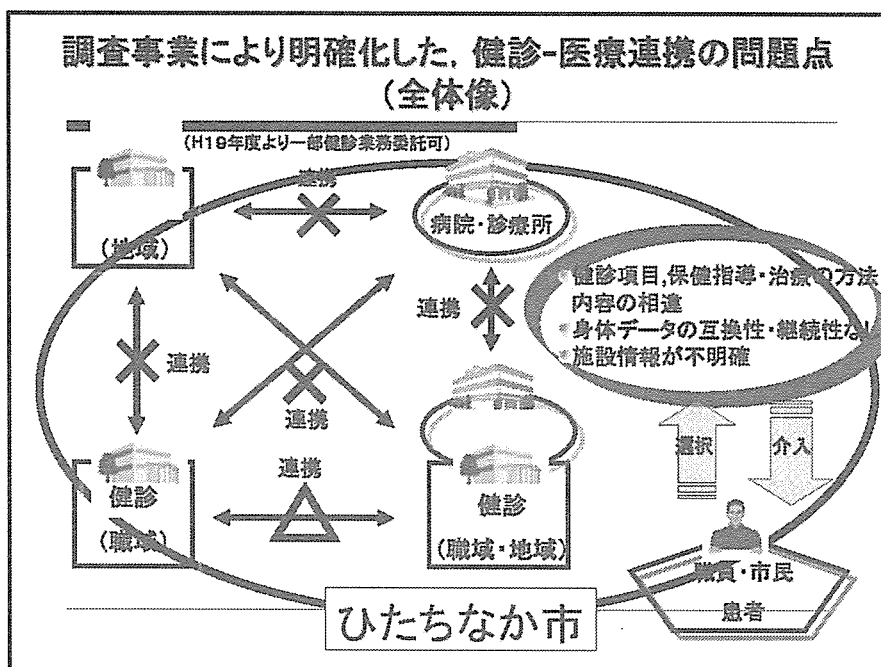 調査事業により明確化した，健診-医療連携の問題点
（全体像）
（H19年度より一部健診業務委託可）
連携
（地域）
病院・診療所
健診項目,保健指導・治療の方法
内容の相違
身体データの互換性・継続性なし
施設情報が不明確
連携
連携
連携
選択
介入
健診
（職域）
連携
健診
（職域・地域）
職員・市民
患者
ひたちなか市